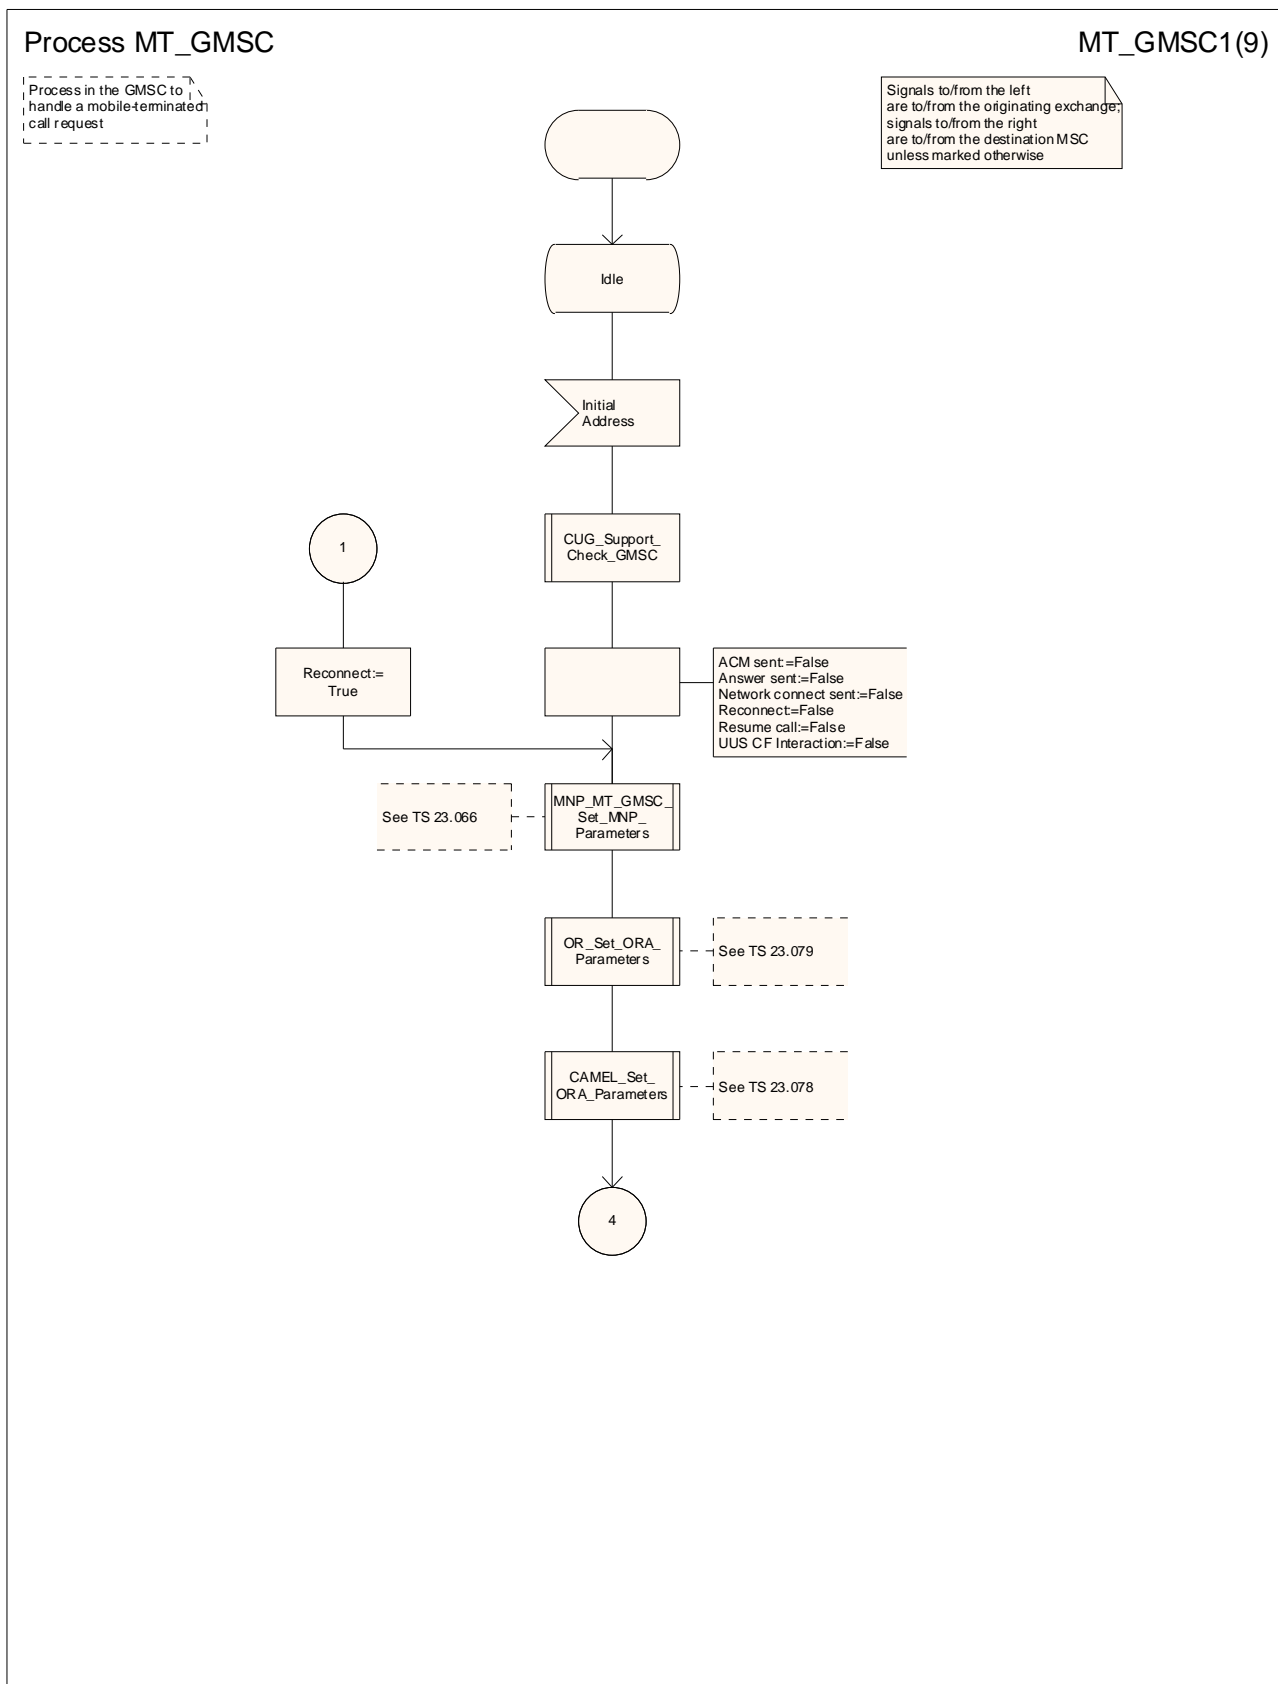 Process MT_GMSC
MT_GMSC1(9)
Process in the GMSC to
handle a mobile-terminated
call request
Signals to/from the left
are to/from the originating exchange;
signals to/from the right
are to/from the destination MSC
unless marked otherwise
Idle
Initial
Address
CUG_Support_
Check_GMSC
1
Reconnect:=
True
ACM sent:=False
Answer sent:=False
Network connect sent:=False
Reconnect:=False
Resume call:=False
UUS CF Interaction:=False
See TS 23.066
MNP_MT_GMSC_
Set_MNP_
Parameters
OR_Set_ORA_
Parameters
See TS 23.079
CAMEL_Set_
ORA_Parameters
See TS 23.078
4